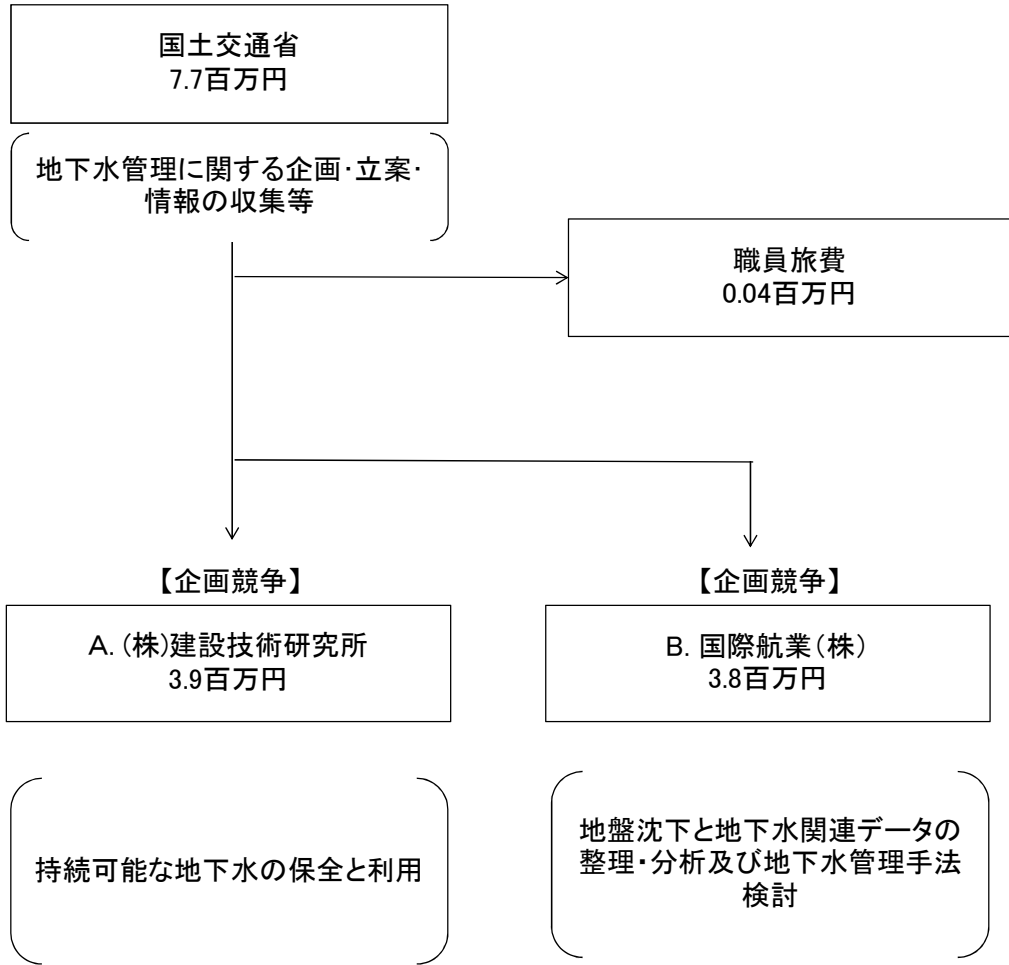 国土交通省
7.7百万円
地下水管理に関する企画・立案・
情報の収集等
職員旅費
0.04百万円
【企画競争】
A. (株)建設技術研究所
3.9百万円
持続可能な地下水の保全と利用
【企画競争】
B. 国際航業(株)
3.8百万円
地盤沈下と地下水関連データの
整理・分析及び地下水管理手法
検討